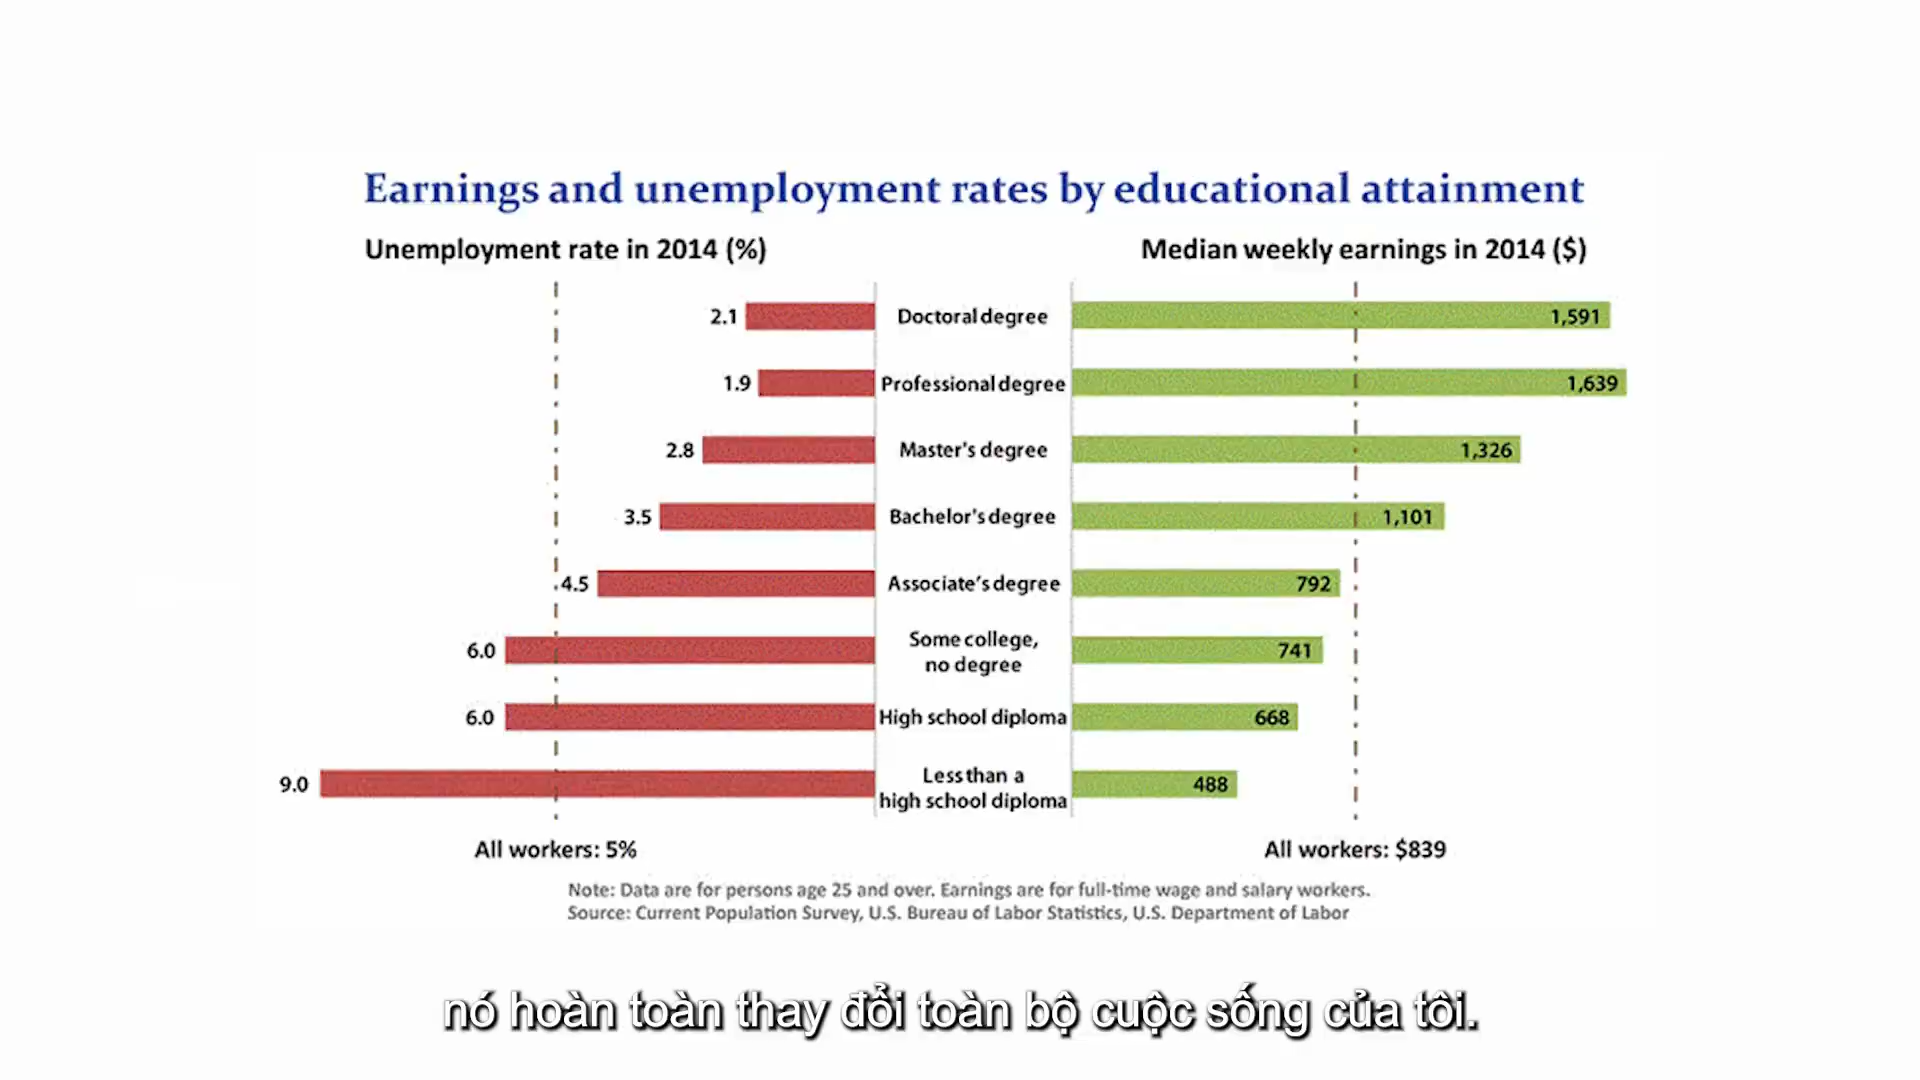 Earnings and unemployment rates by educational attainment
Unemployment rate in 2014 (%)
Median weekly earnings in 2014 ($)
2.1 Doctoral degree 1,591
1.9 Professional degree 1,639
2.8 Master's degree 1,326
3.5 Bachelor's degree 1,101
4.5 Associate's degree 792
Some college,
6.0 no degree 741
6.0 High school diploma 668
Less than a
9.0 high school diploma 488
All workers: 5%
All workers: $839
Note: Data are for persons age 25 and over. Earnings are for full-time wage and salary workers.
Source: Current Population Survey, U.S. Bureau of Labor Statistics, U.S. Department of Labor
nó hoàn toàn thay đổi toàn bộ cuộc sống của tôi.